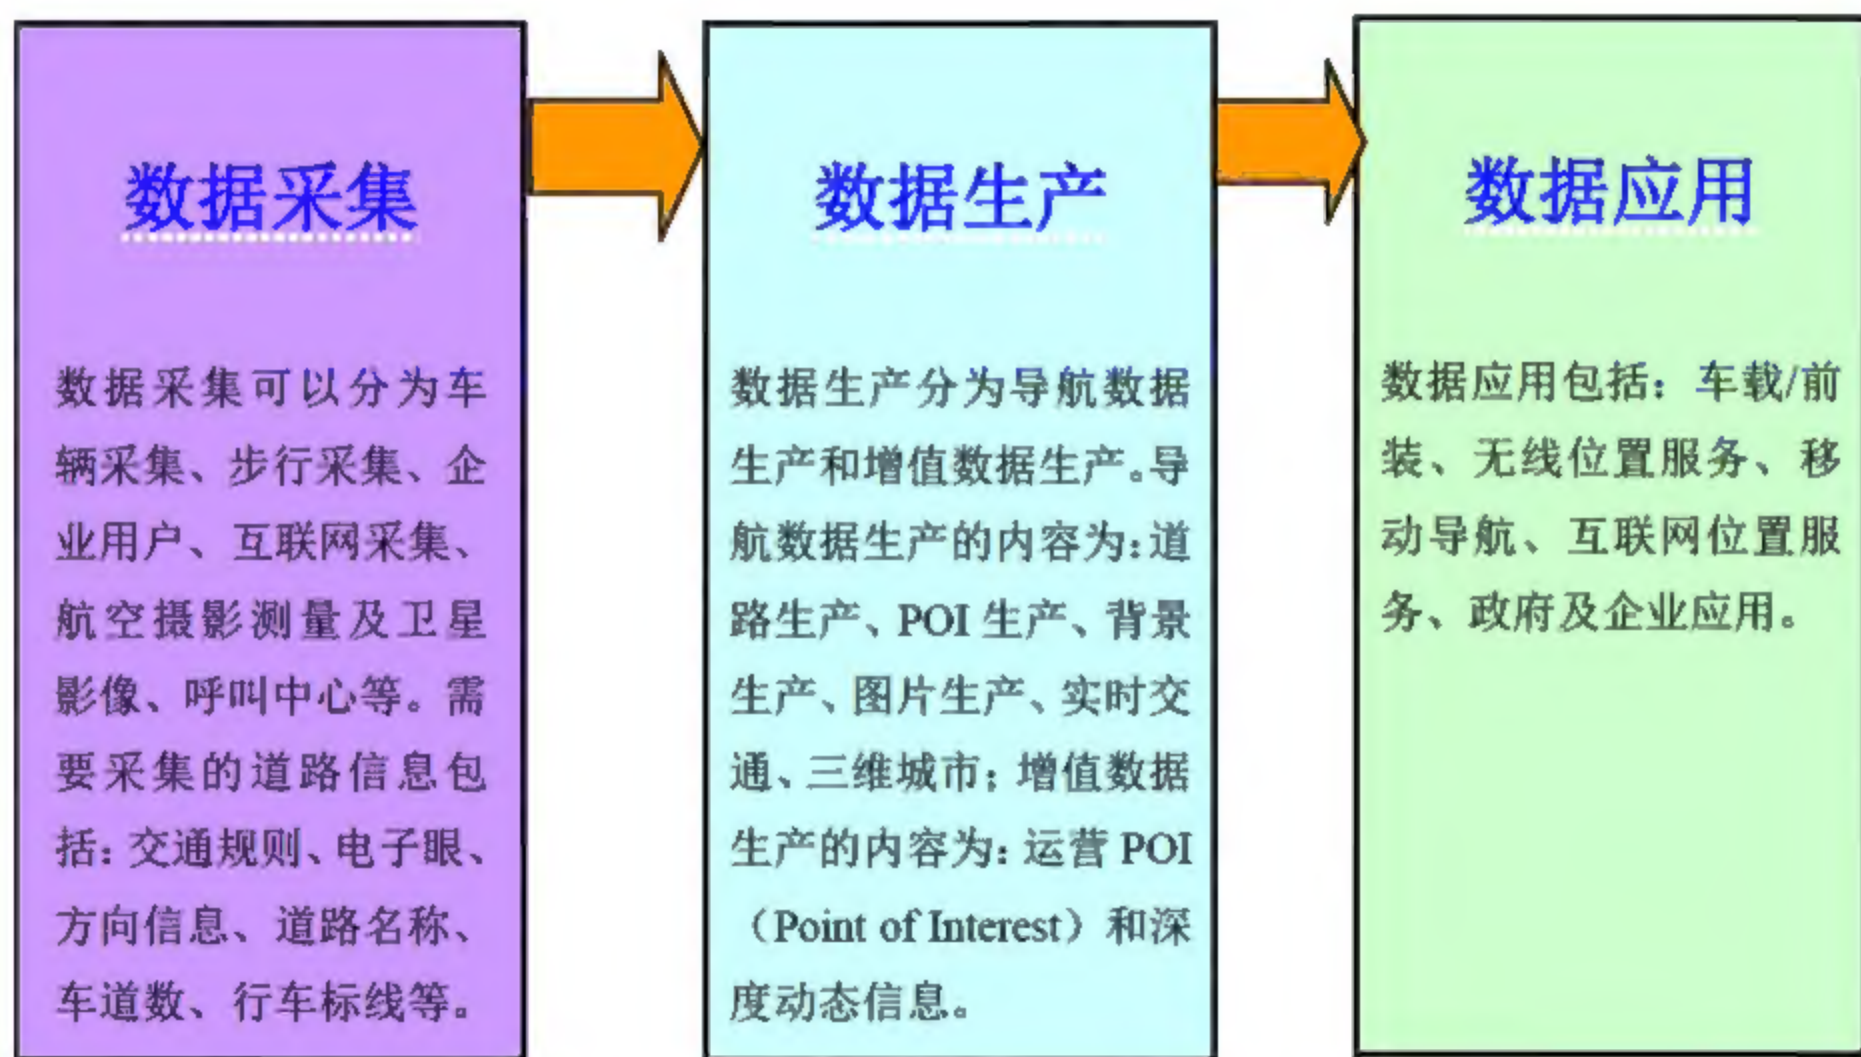 数据采集
数据采集可以分为车
辆采集、步行采集、企
业用户、互联网采集、
航空摄影测量及卫星
影像、呼叫中心等。需
要采集的道路信息包
括：交通规则、电子眼、
方向信息、道路名称、
车道数、行车标线等。
数据生产
数据生产分为导航数据
生产和增值数据生产。导
航数据生产的内容为：道
路生产、POI 生产、背景
生产、图片生产、实时交
通、三维城市；增值数据
生产的内容为：运营 POI
（Point of Interest）和深
度动态信息。
数据应用
数据应用包括：车载/前
装、无线位置服务、移
动导航、互联网位置服
务、政府及企业应用。